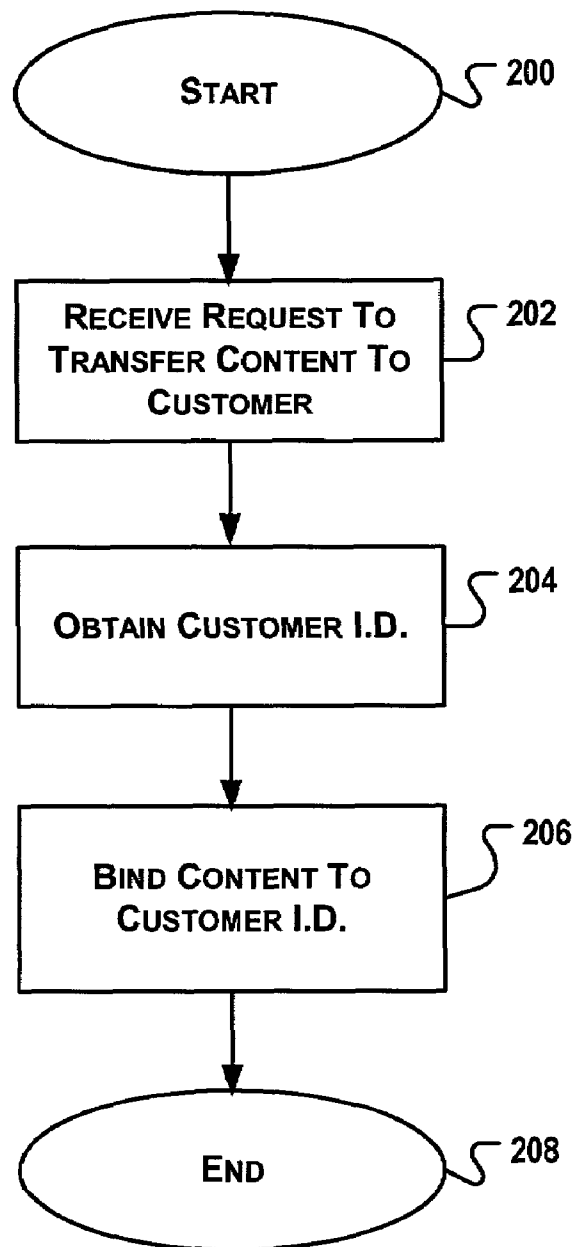 START
200
RECEIVE REQUEST TO
TRANSFER CONTENT TO
CUSTOMER
202
OBTAIN CUSTOMER I.D.
204
BIND CONTENT TO
CUSTOMER I.D.
206
END
208